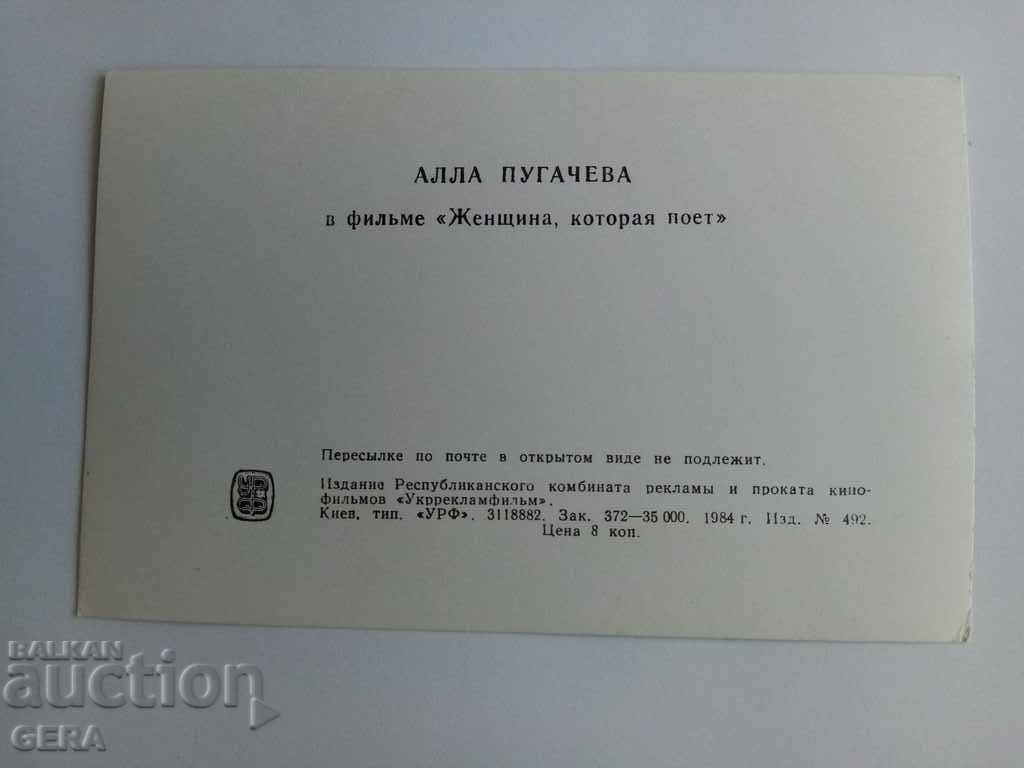 АЛЛА ПУГАЧЕВА
в фильме «Женщина, которая поет»
Пересылке по почте в открытом виде не подлежит.
Издание Республиканского комбината рекламы и проката кино-
фильмов «Укррекламфильм».
Киев, тип. «УРФ». 3118882. Зак. 372—35 000. 1984 г. Изд. № 492.
Цена 8 коп.
BALKAN
auction
GERA